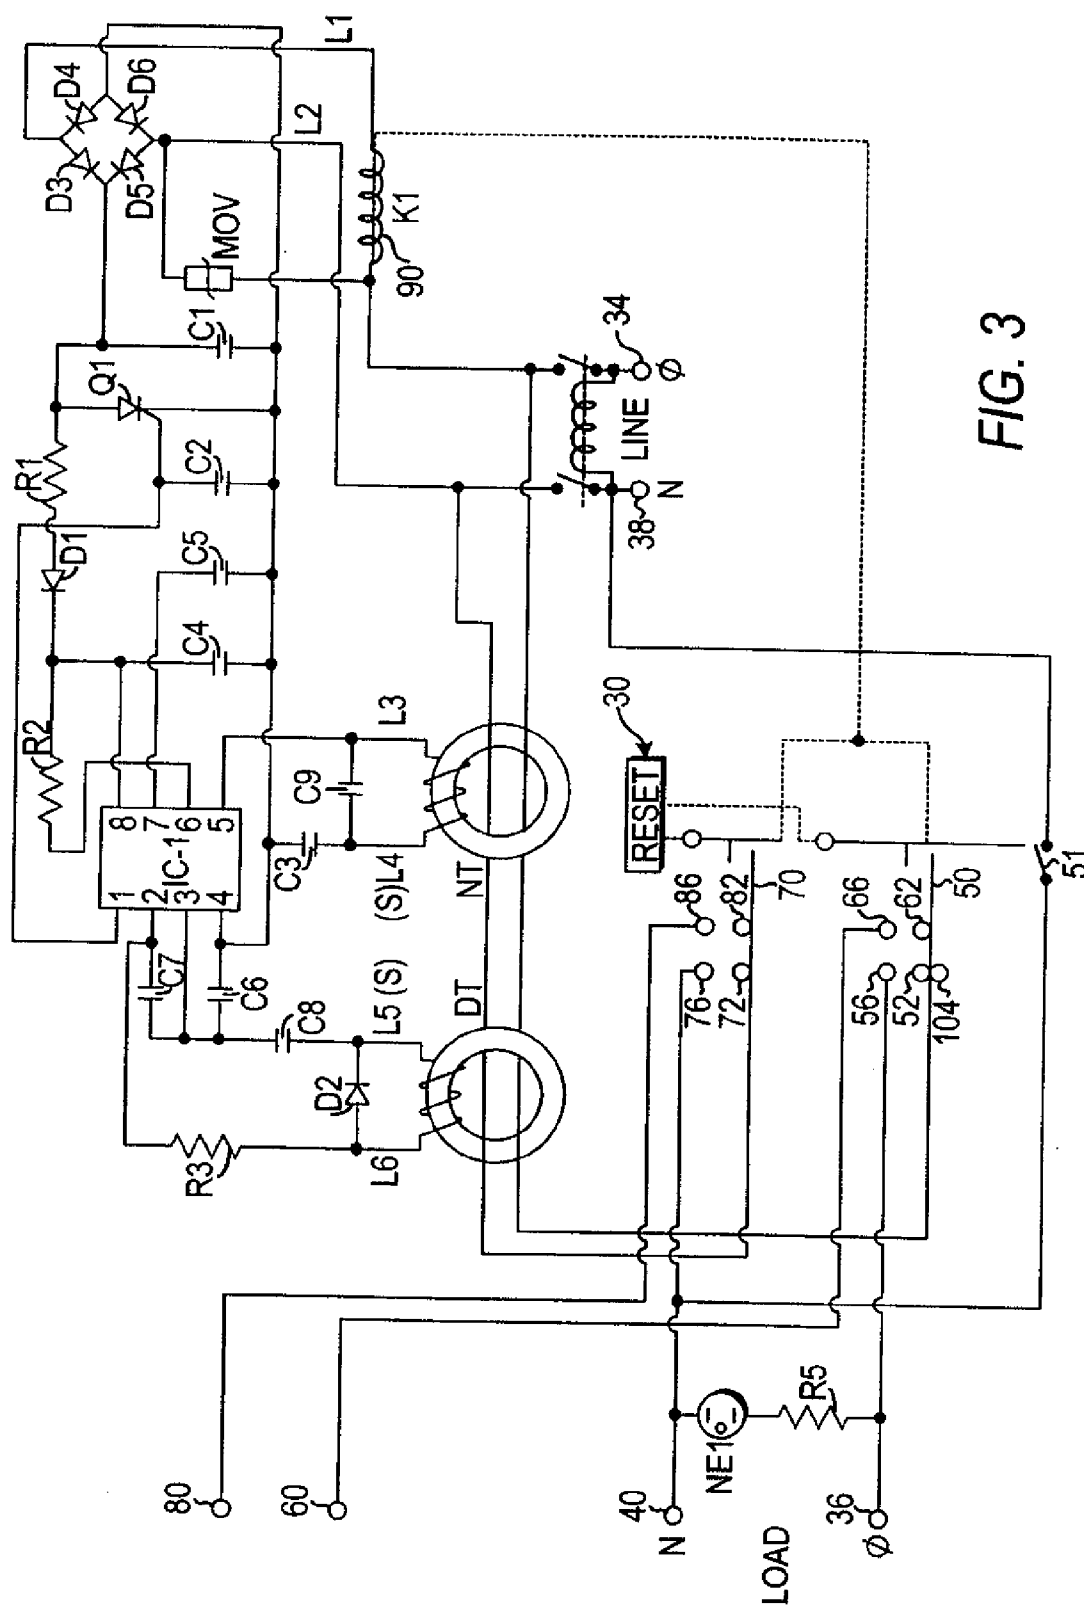 L1
L2
D4
D6
D3
D5
MOV
K1
90
C1
Q1
C2
R1
D1
C5
C4
R2
8
7
6
5
IC-1
1
2
3
4
C7
C6
C8
C3
C9
L3
(S)L4
L5 (S)
L6
D2
R3
NT
DT
34
Φ
LINE
38
N
FIG. 3
30
RESET
86
82
70
76
72
66
62
50
56
52
104
51
80
60
40
N
NE1
R5
LOAD
36
Φ